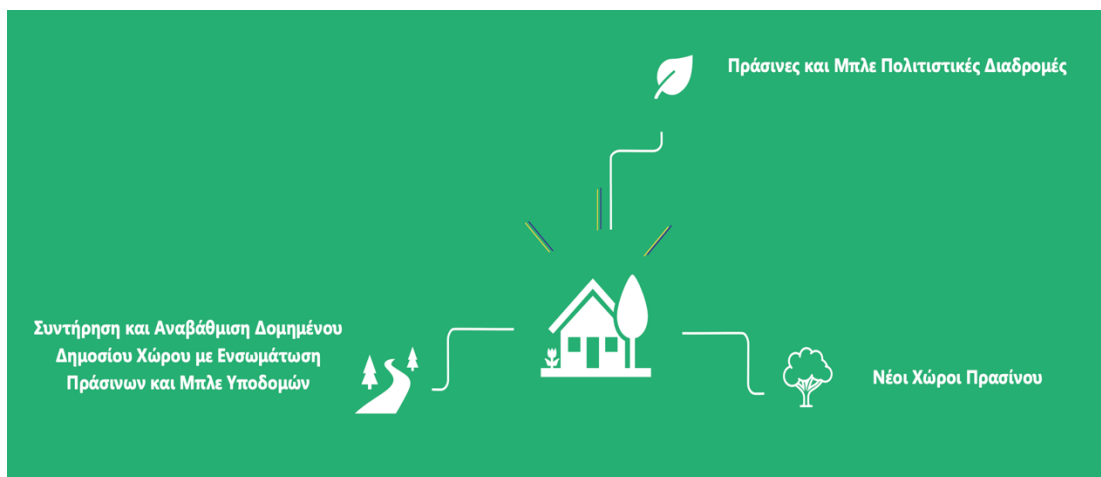 Πράσινες και Μπλε Πολιτιστικές Διαδρομές
Συντήρηση και Αναβάθμιση Δομημένου
Δημοσίου Χώρου με Ενσωμάτωση
Πράσινων και Μπλε Υποδομών
Νέοι Χώροι Πρασίνου